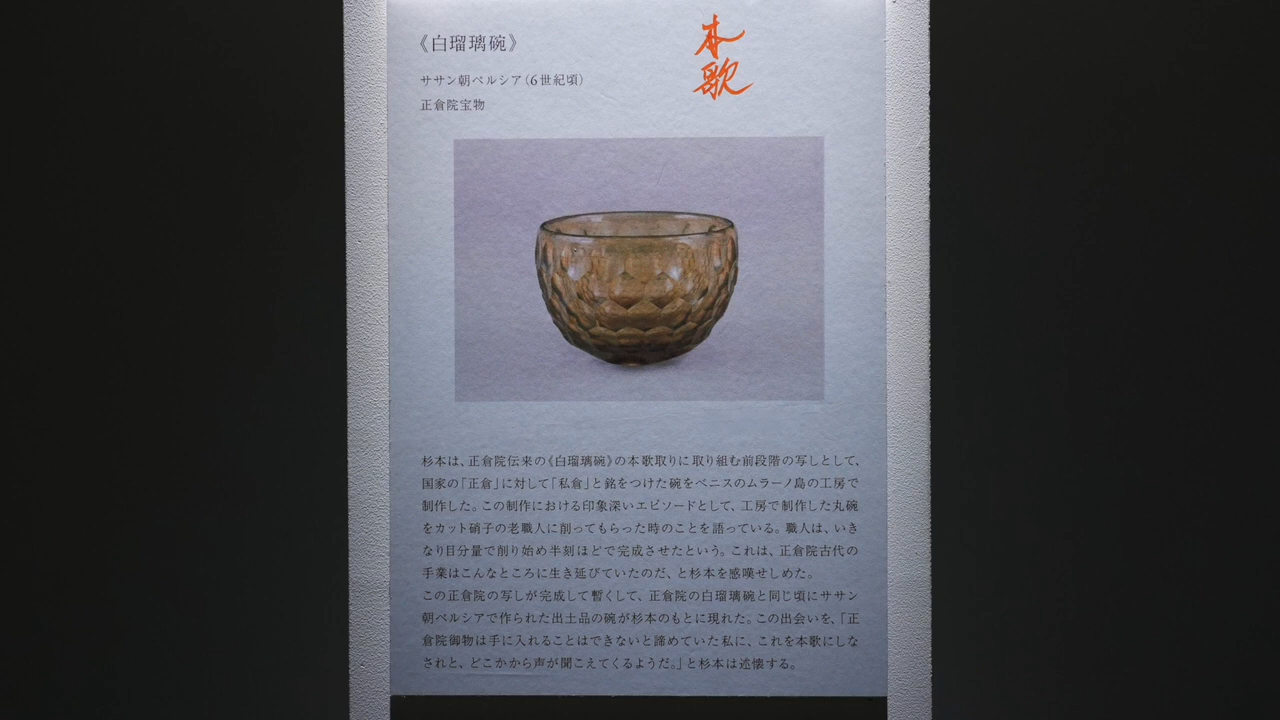 《白瑠璃碗》
ササン朝ペルシア（6世紀頃）
正倉院宝物
本歌
杉本は、正倉院伝来の《白瑠璃碗》の本歌取りに取り組む前段階の写しとして、
国家の「正倉」に対して「私倉」と銘をつけた碗をベニスのムラーノ島の工房で
制作した。この制作における印象深いエピソードとして、工房で制作した丸碗
をカット硝子の老職人に削ってもらった時のことを語っている。職人は、いき
なり目分量で削り始め半刻ほどで完成させたという。これは、正倉院古代の
手業はこんなところに生き延びていたのだ、と杉本を感嘆せしめた。
この正倉院の写しが完成して暫くして、正倉院の白瑠璃碗と同じ頃にササン
朝ペルシアで作られた出土品の碗が杉本のもとに現れた。この出会いを、「正
倉院御物は手に入れることはできないと諦めていた私に、これを本歌にしな
されと、どこかから声が聞こえてくるようだ。」と杉本は述懐する。